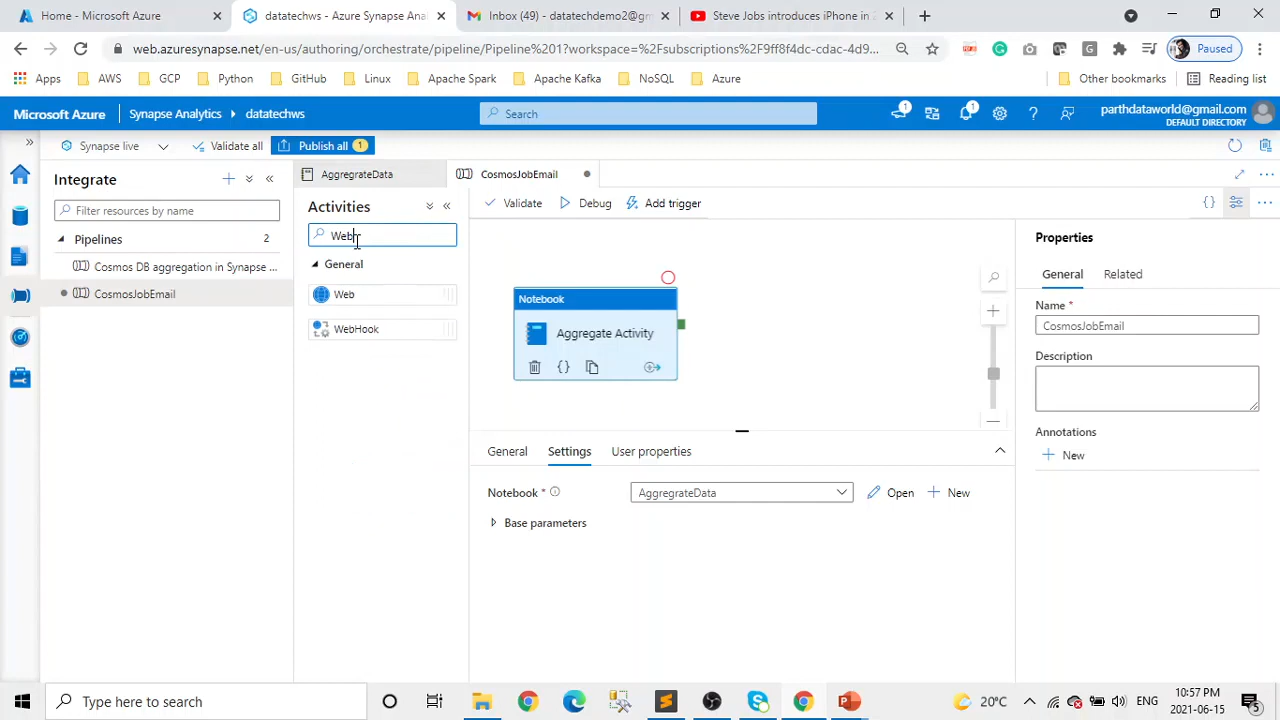 Home - Microsoft Azure
datatechws - Azure Synapse Anal
Inbox (49) - datatechdemo2@gm
Steve Jobs introduces iPhone in 2
web.azuresynapse.net/en-us/authoring/orchestrate/pipeline/Pipeline%201?workspace=%2Fsubscriptions%2F9ff8f4dc-cdac-4d9...
Paused
Apps
AWS
GCP
Python
GitHub
Linux
Apache Spark
Apache Kafka
NoSQL
Azure
Other bookmarks
Reading list
Microsoft Azure
Synapse Analytics
datatechws
Search
1
1
parthdataworld@gmail.com
DEFAULT DIRECTORY
Synapse live
Validate all
Publish all 1
Integrate
Filter resources by name
Pipelines 2
Cosmos DB aggregation in Synapse ...
CosmosJobEmail
AggregrateData
CosmosJobEmail
Activities
Web
General
Web
WebHook
Validate
Debug
Add trigger
Notebook
Aggregate Activity
General
Settings
User properties
Notebook *
AggregrateData
Open
New
Base parameters
Properties
General
Related
Name *
CosmosJobEmail
Description
Annotations
New
Type here to search
20°C
ENG
10:57 PM
2021-06-15
5